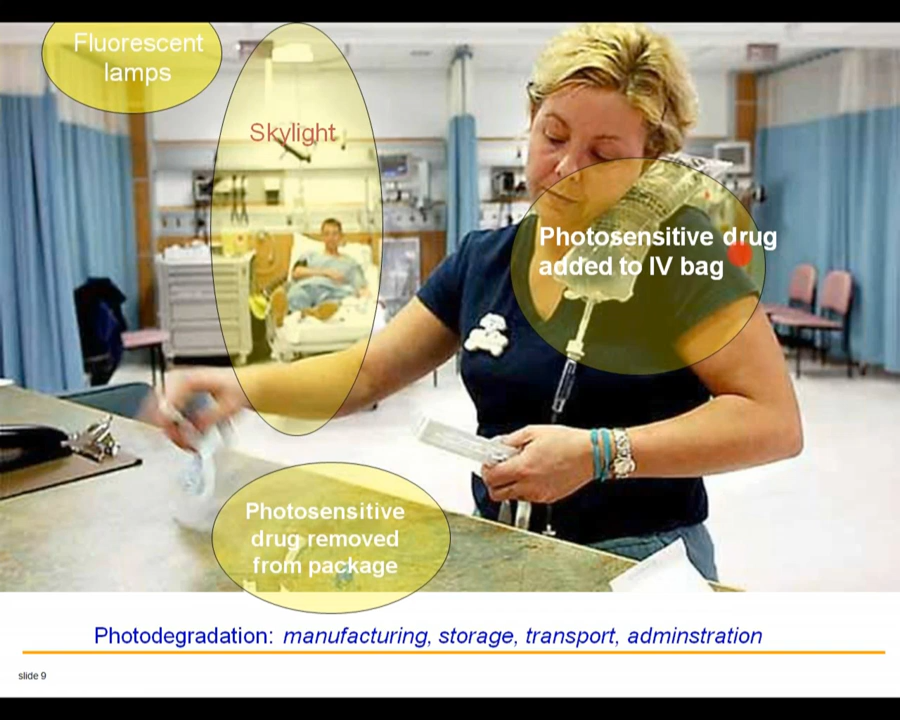 Fluorescent
lamps
Skylight
Photosensitive drug
added to IV bag
Photosensitive
drug removed
from package
Photodegradation: manufacturing, storage, transport, adminstration
slide 9